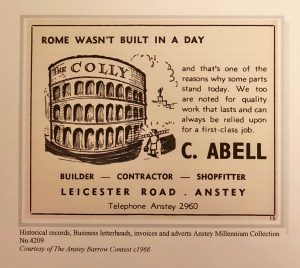 ROME WASN'T BUILT IN A DAY
THE COLLY
and that's one of the
reasons why some parts
stand today. We too
are noted for quality
work that lasts and can
always be relied upon
for a first-class job.
C. ABELL
BUILDER — CONTRACTOR — SHOPFITTER
LEICESTER ROAD . ANSTEY
Telephone Anstey 2960
Historical records, Business letterheads, invoices and adverts Anstey Millennium Collection
No.4209
Courtesy of The Anstey Barrow Contest c1966